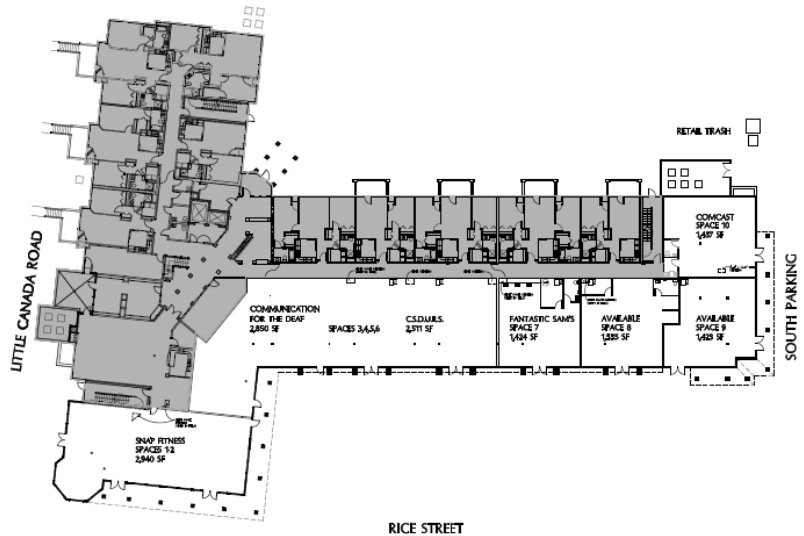 RETAIL TRASH
COMCAST
SPACE 10
1,437 SF
LITTLE CANADA ROAD
SOUTH PARKING
COMMUNICATION
FOR THE DEAF
2,850 SF
SPACES 3,4,5,6
C.S.D.U.R.S.
2,511 SF
FANTASTIC SAM'S
SPACE 7
1,424 SF
AVAILABLE
SPACE 8
AVAILABLE
SPACE 9
1,423 SF
SNAP FITNESS
SPACES 1-2
2,940 SF
RICE STREET